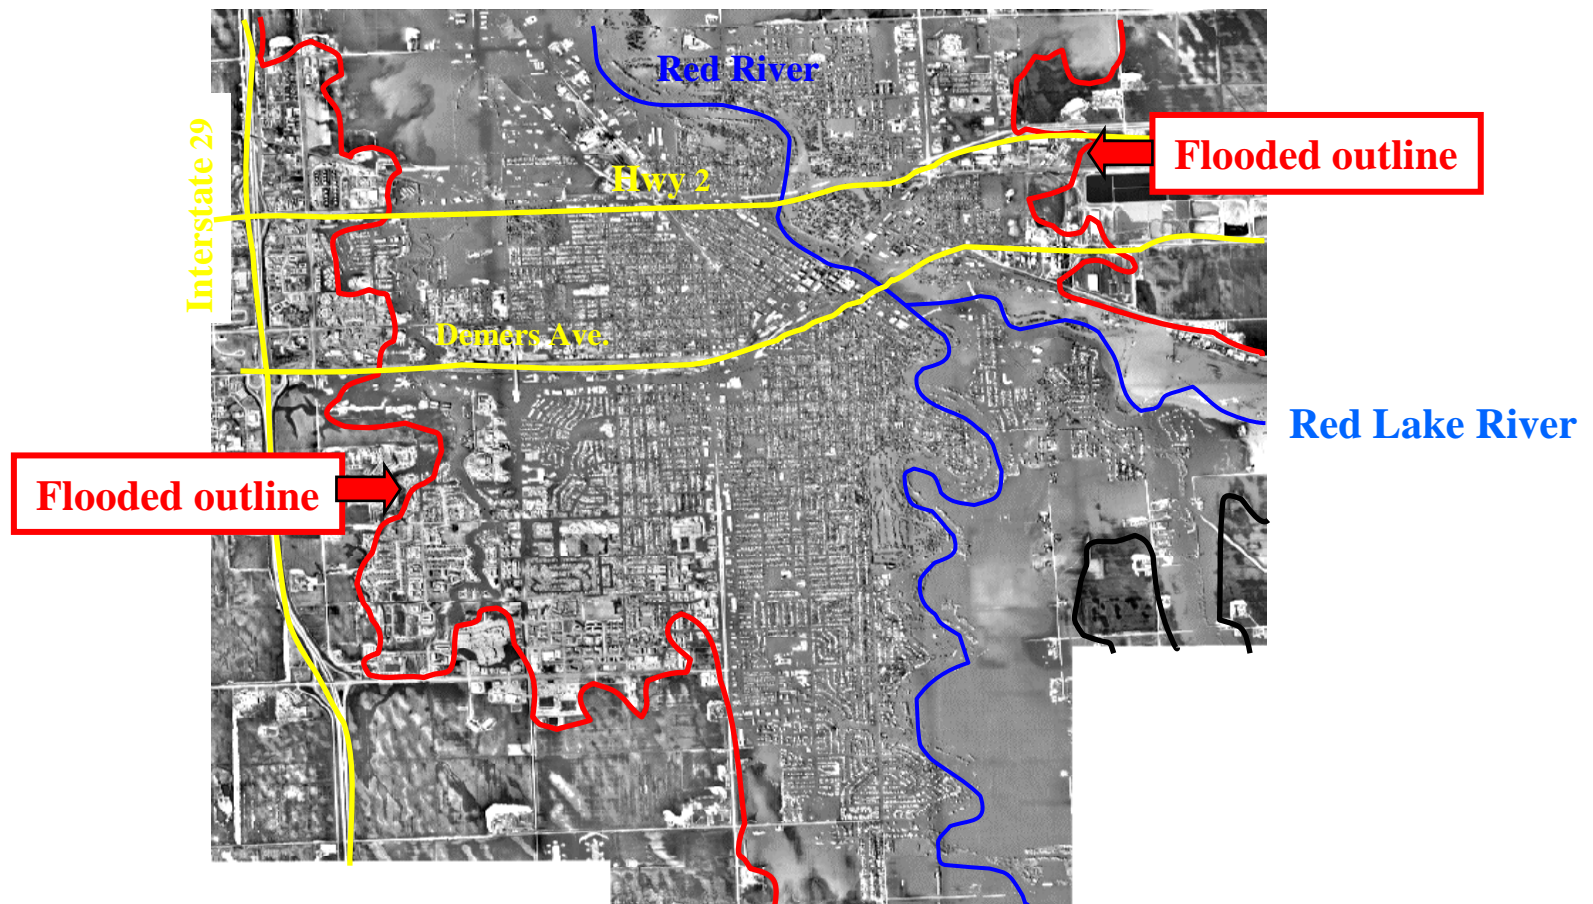 Red River
Interstate 29
Flooded outline
Hwy 2
Demers Ave.
Red Lake River
Flooded outline